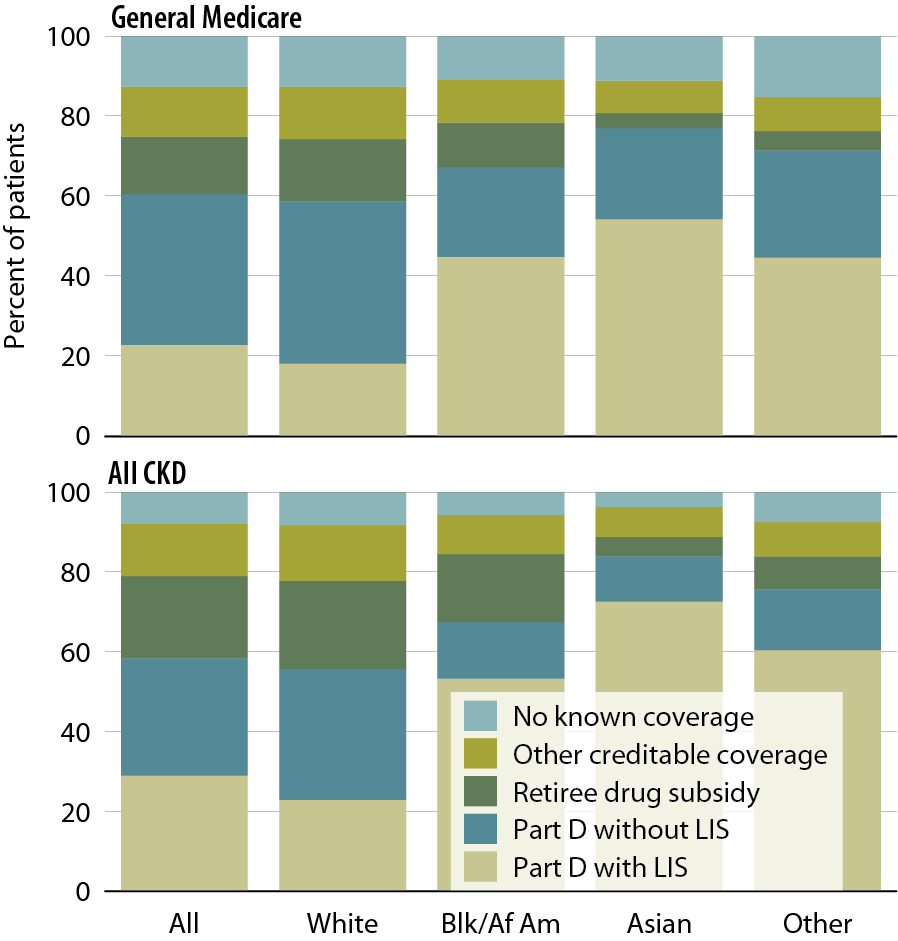 General Medicare
100
80
60
40
20
0
Percent of patients
All CKD
100
80
60
40
20
0
No known coverage
Other creditable coverage
Retiree drug subsidy
Part D without LIS
Part D with LIS
All White Blk/Af Am Asian Other